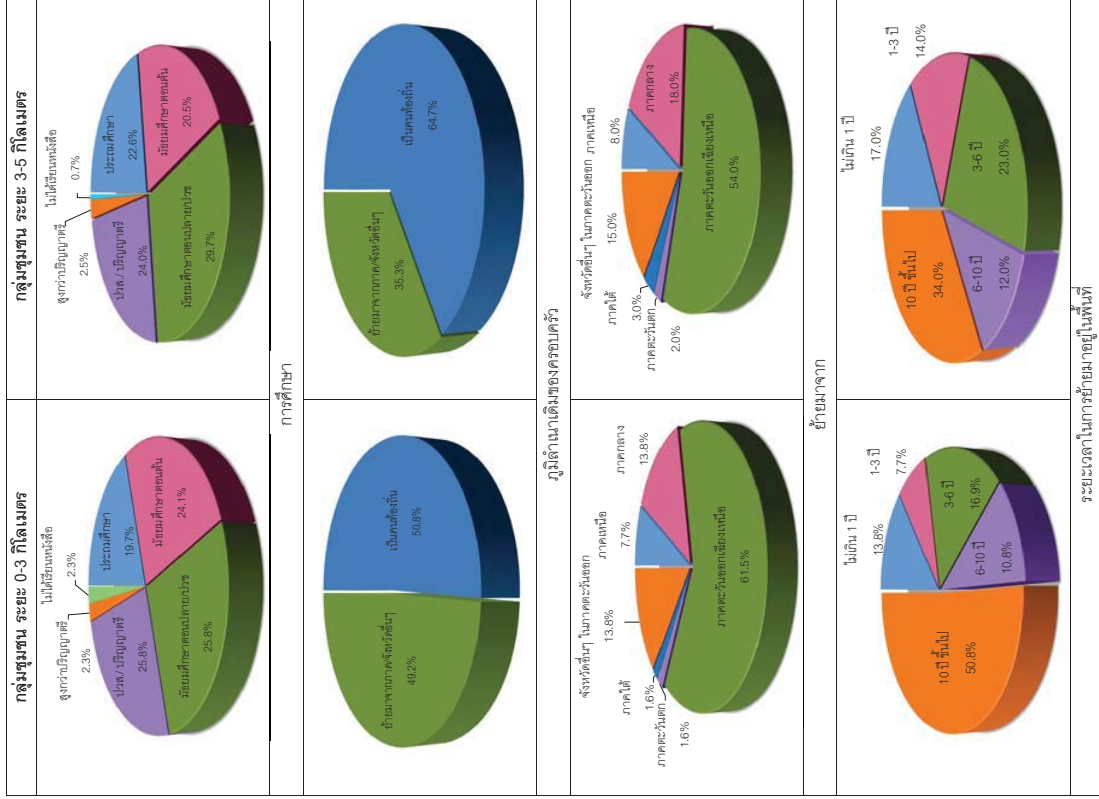 กลุ่มชุมชน ระยะ 0-3 กิโลเมตร
กลุ่มชุมชน ระยะ 3-5 กิโลเมตร
ไม่ได้เรียนหนังสือ
2.3%
สูงกว่าปริญญาตรี
2.3%
ประถมศึกษา
19.7%
ปวส./ ปริญญาตรี
25.8%
มัธยมศึกษาตอนต้น
24.1%
มัธยมศึกษาตอนปลาย/ปวช
25.8%
ไม่ได้เรียนหนังสือ
0.7%
สูงกว่าปริญญาตรี
2.5%
ประถมศึกษา
22.6%
ปวส./ ปริญญาตรี
24.0%
มัธยมศึกษาตอนต้น
20.5%
มัธยมศึกษาตอนปลาย/ปวช
29.7%
การศึกษา
ย้ายมาจากภาค/จังหวัดอื่นๆ
49.2%
เป็นคนท้องถิ่น
50.8%
ย้ายมาจากภาค/จังหวัดอื่นๆ
35.3%
เป็นคนท้องถิ่น
64.7%
ภูมิลำเนาเดิมของครอบครัว
จังหวัดอื่นๆ ในภาคตะวันออก
13.8%
ภาคเหนือ
7.7%
ภาคกลาง
13.8%
ภาคใต้
1.6%
ภาคตะวันตก
1.6%
ภาคตะวันออกเฉียงเหนือ
61.5%
จังหวัดอื่นๆ ในภาคตะวันออก
15.0%
ภาคเหนือ
8.0%
ภาคกลาง
18.0%
ภาคใต้
3.0%
ภาคตะวันตก
2.0%
ภาคตะวันออกเฉียงเหนือ
54.0%
ย้ายมาจาก
ไม่เกิน 1 ปี
13.8%
1-3 ปี
7.7%
3-6 ปี
16.9%
6-10 ปี
10.8%
10 ปี ขึ้นไป
50.8%
ไม่เกิน 1 ปี
17.0%
1-3 ปี
14.0%
3-6 ปี
23.0%
6-10 ปี
12.0%
10 ปี ขึ้นไป
34.0%
ระยะเวลาในการย้ายมาอยู่ในพื้นที่